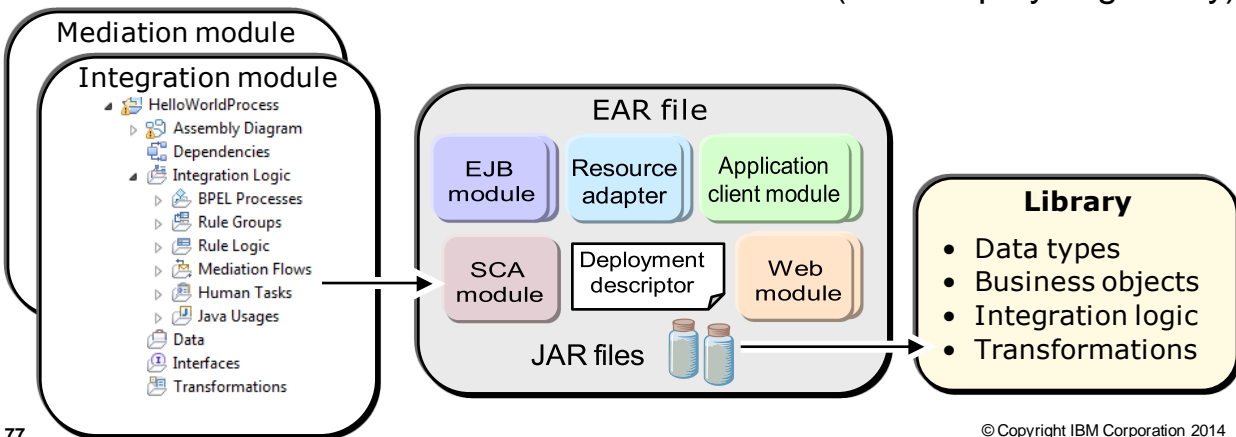 Mediation module
Integration module
HelloWorldProcess
Assembly Diagram
Dependencies
Integration Logic
BPEL Processes
Rule Groups
Rule Logic
Mediation Flows
Human Tasks
Java Usages
Data
Interfaces
Transformations
EAR file
EJB
module
Resource
adapter
Application
client module
SCA
module
Deployment
descriptor
Web
module
JAR files
Library
• Data types
• Business objects
• Integration logic
• Transformations
77
© Copyright IBM Corporation 2014